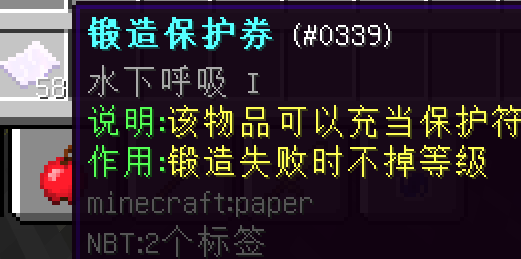 锻造保护券 (#0339)
水下呼吸 I
58
说明:该物品可以充当保护符
作用:锻造失败时不掉等级
minecraft:paper
NBT:2个标签